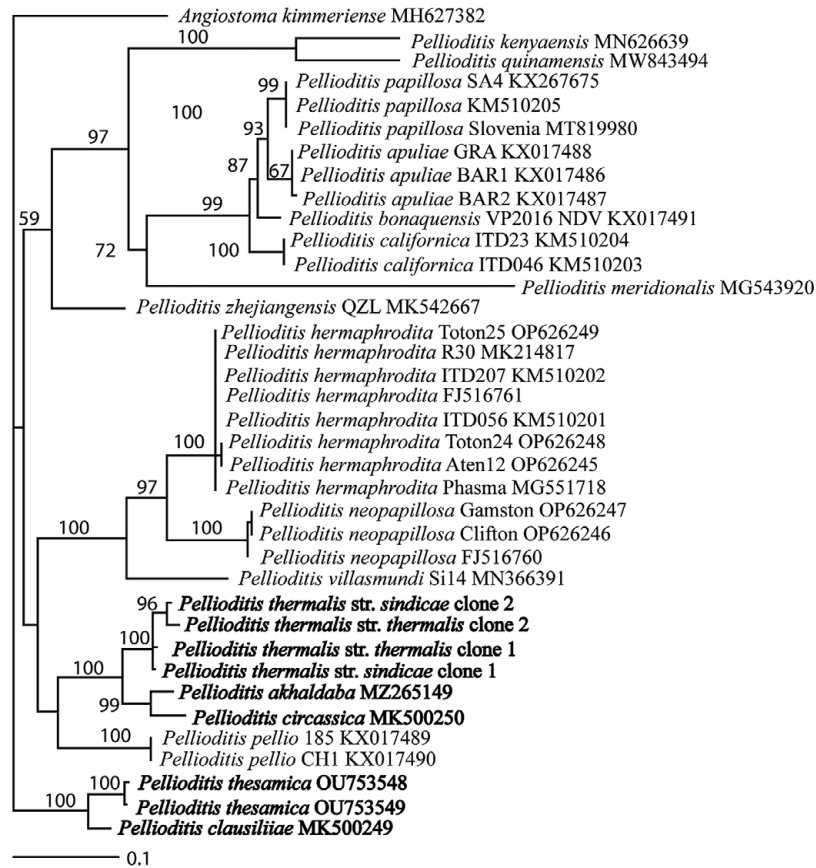 Angiostoma kimmeriense MH627382
100
Pellioditis kenyaensis MN626639
Pellioditis quinamensis MW843494
99
Pellioditis papillosa SA4 KX267675
100
Pellioditis papillosa KM510205
93
Pellioditis papillosa Slovenia MT819980
97
Pellioditis apuliae GRA KX017488
87
67
Pellioditis apuliae BAR1 KX017486
Pellioditis apuliae BAR2 KX017487
99
59
Pellioditis bonaquensis VP2016 NDV KX017491
72
100
Pellioditis californica ITD23 KM510204
Pellioditis californica ITD046 KM510203
Pellioditis meridionalis MG543920
Pellioditis zhejiangensis QZL MK542667
Pellioditis hermaphrodita Toton25 OP626249
Pellioditis hermaphrodita R30 MK214817
Pellioditis hermaphrodita ITD207 KM510202
Pellioditis hermaphrodita FJ516761
Pellioditis hermaphrodita ITD056 KM510201
100
Pellioditis hermaphrodita Toton24 OP626248
Pellioditis hermaphrodita Aten12 OP626245
97
Pellioditis hermaphrodita Phasma MG551718
Pellioditis neopapillosa Gamston OP626247
100
100
Pellioditis neopapillosa Clifton OP626246
Pellioditis neopapillosa FJ516760
Pellioditis villasmundi Si14 MN366391
96
Pellioditis thermalis str. sindicae clone 2
Pellioditis thermalis str. thermalis clone 2
100
Pellioditis thermalis str. thermalis clone 1
100
Pellioditis thermalis str. sindicae clone 1
99
Pellioditis akhaldaba MZ265149
Pellioditis circassica MK500250
100
Pellioditis pellio 185 KX017489
Pellioditis pellio CH1 KX017490
100
Pellioditis thesamica OU753548
100
Pellioditis thesamica OU753549
Pellioditis clausiliiae MK500249
0.1